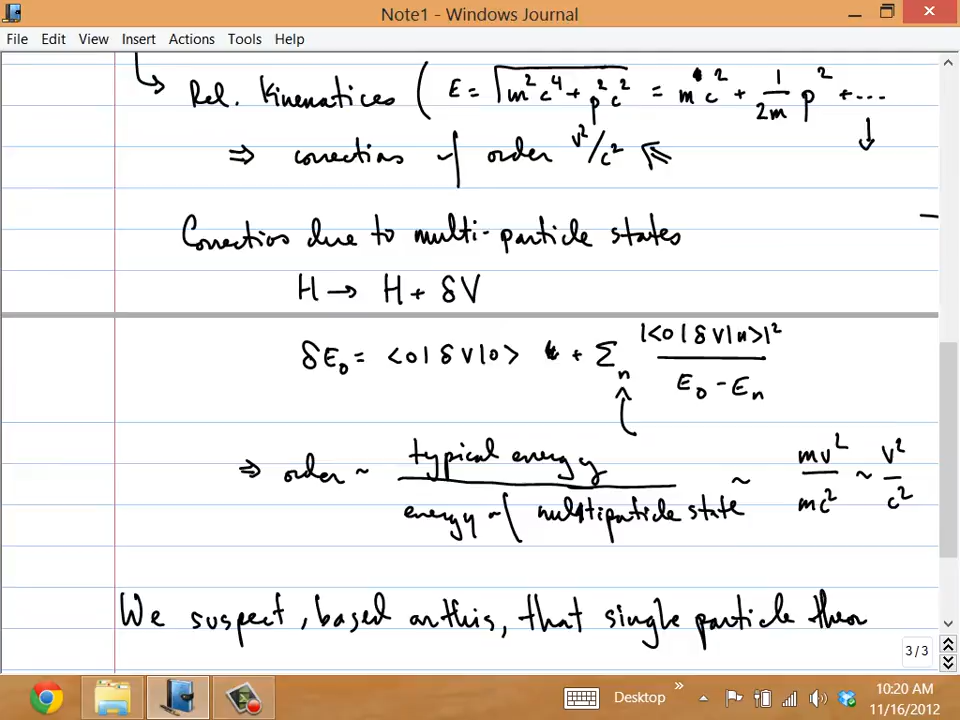 Note1 - Windows Journal
File Edit View Insert Actions Tools Help
Rel. Kinematices ( E = √m²c⁴ + p²c² = mc² + 1/2m p² + ...
⇒ corrections of order v²/c²
Corrections due to multi-particle states
H → H + δV
δE₀ = <0|δV|0> + Σₙ |<0|δV|n>|² / E₀ - Eₙ
⇒ order ~ typical energy / energy of multiparticle state ~ mv²/mc² ~ v²/c²
We suspect, based on this, that single particle theor
3 / 3
Desktop
10:20 AM
11/16/2012